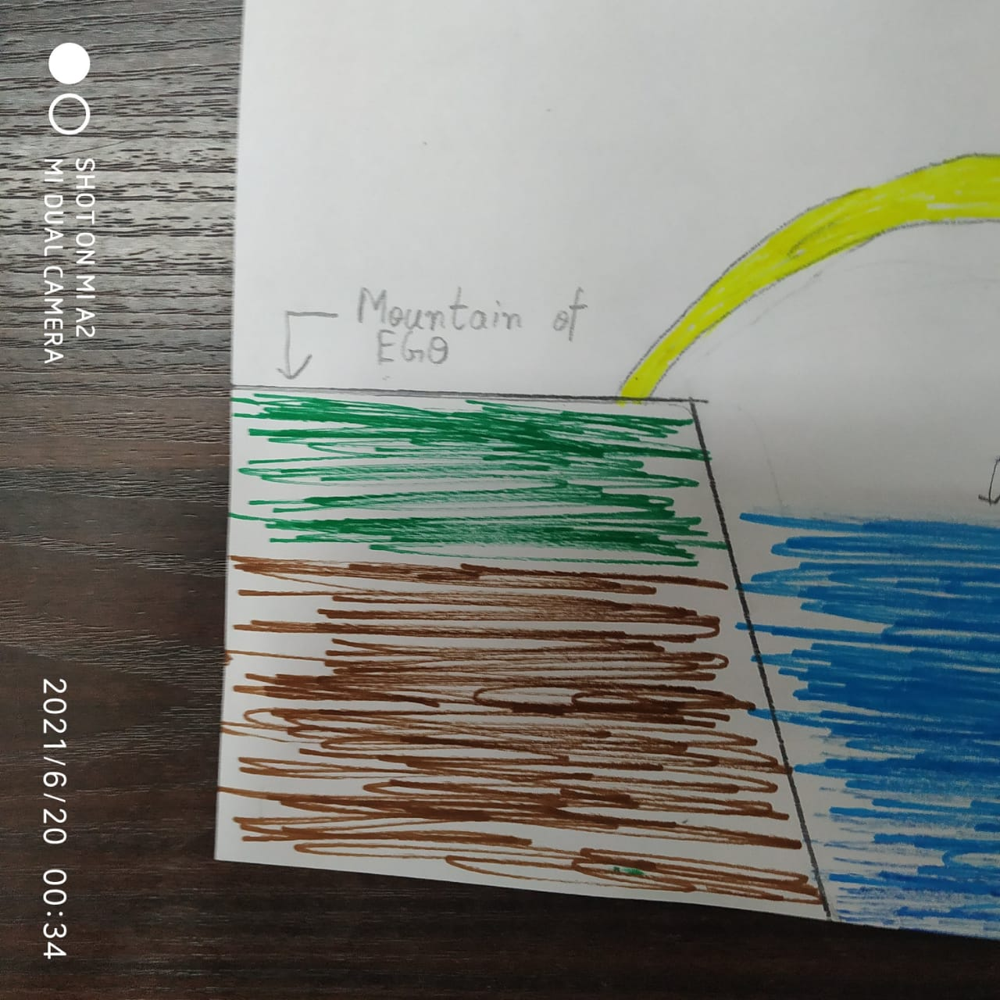 Mountain of
EGO
SHOT ON MI A2
MI DUAL CAMERA
2021/6/20 00:34